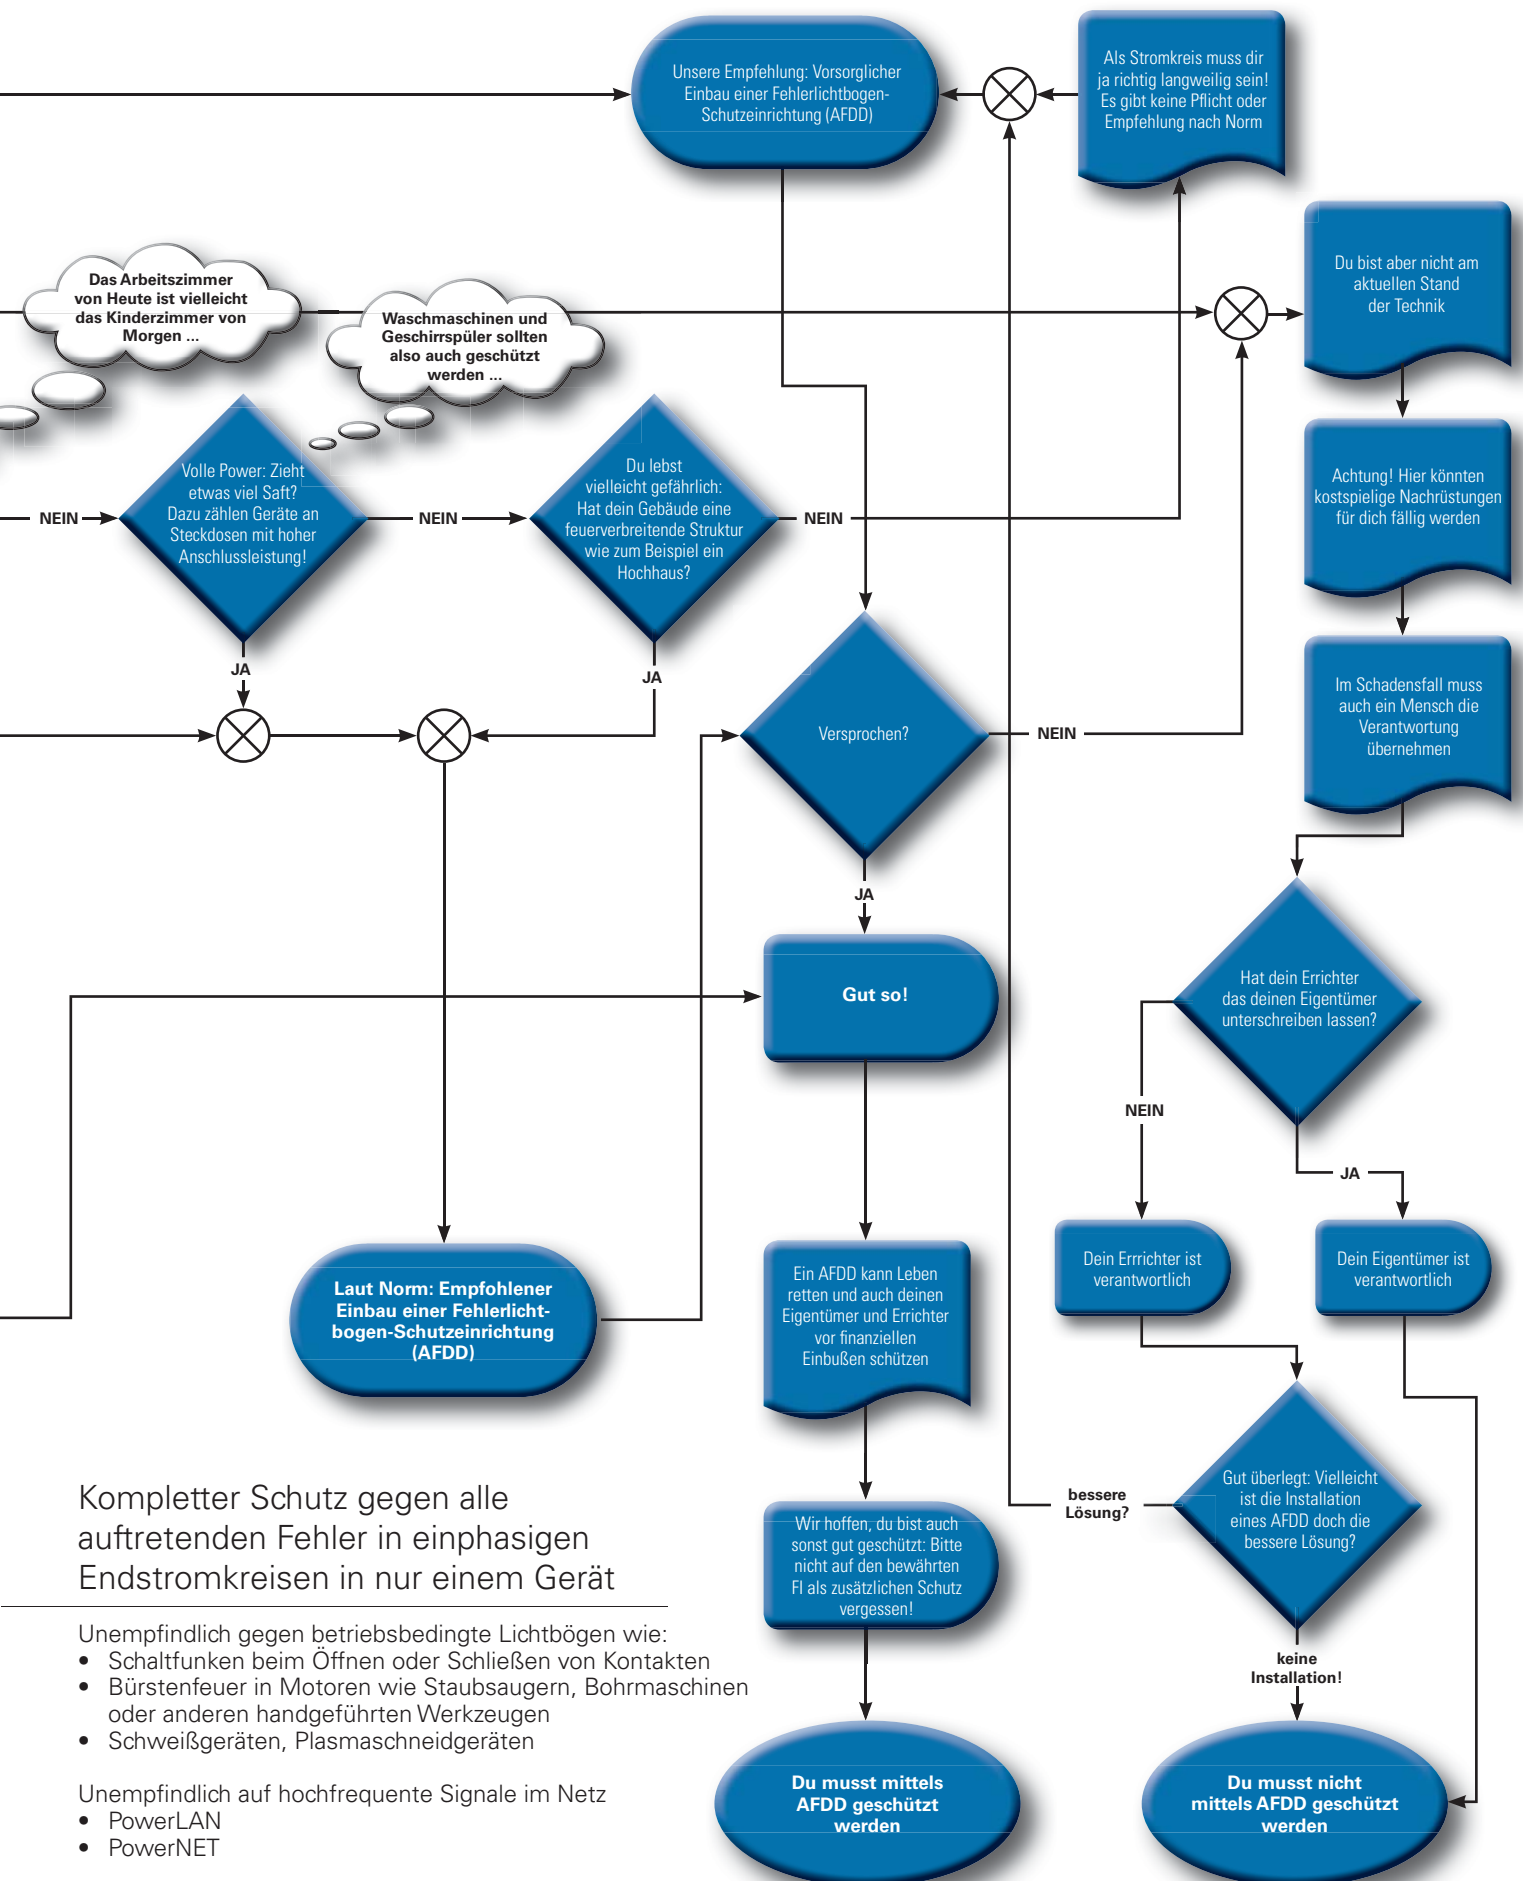 Unsere Empfehlung: Vorsorglicher
Einbau einer Fehlerlichtbogen-
Schutzeinrichtung (AFDD)
Als Stromkreis muss dir
ja richtig langweilig sein!
Es gibt keine Pflicht oder
Empfehlung nach Norm
Du bist aber nicht am
aktuellen Stand
der Technik
Das Arbeitszimmer
von Heute ist vielleicht
das Kinderzimmer von
Morgen ...
Waschmaschinen und
Geschirrspüler sollten
also auch geschützt
werden ...
NEIN
Volle Power: Zieht
etwas viel Saft?
Dazu zählen Geräte an
Steckdosen mit hoher
Anschlussleistung!
NEIN
Du lebst
vielleicht gefährlich:
Hat dein Gebäude eine
feuerverbreitende Struktur
wie zum Beispiel ein
Hochhaus?
NEIN
Achtung! Hier könnten
kostspielige Nachrüstungen
für dich fällig werden
JA
JA
Im Schadensfall muss
auch ein Mensch die
Verantwortung
übernehmen
Versprochen?
NEIN
JA
Gut so!
Hat dein Errichter
das deinen Eigentümer
unterschreiben lassen?
NEIN
JA
Dein Errrichter ist
verantwortlich
Dein Eigentümer ist
verantwortlich
Laut Norm: Empfohlener
Einbau einer Fehlerlicht-
bogen-Schutzeinrichtung
(AFDD)
Ein AFDD kann Leben
retten und auch deinen
Eigentümer und Errichter
vor finanziellen
Einbußen schützen
Gut überlegt: Vielleicht
ist die Installation
eines AFDD doch die
bessere Lösung?
bessere
Lösung?
Wir hoffen, du bist auch
sonst gut geschützt: Bitte
nicht auf den bewährten
FI als zusätzlichen Schutz
vergessen!
keine
Installation!
Du musst mittels
AFDD geschützt
werden
Du musst nicht
mittels AFDD geschützt
werden
Kompletter Schutz gegen alle
auftretenden Fehler in einphasigen
Endstromkreisen in nur einem Gerät
Unempfindlich gegen betriebsbedingte Lichtbögen wie:
• Schaltfunken beim Öffnen oder Schließen von Kontakten
• Bürstenfeuer in Motoren wie Staubsaugern, Bohrmaschinen
oder anderen handgeführten Werkzeugen
• Schweißgeräten, Plasmaschneidgeräten
Unempfindlich auf hochfrequente Signale im Netz
• PowerLAN
• PowerNET